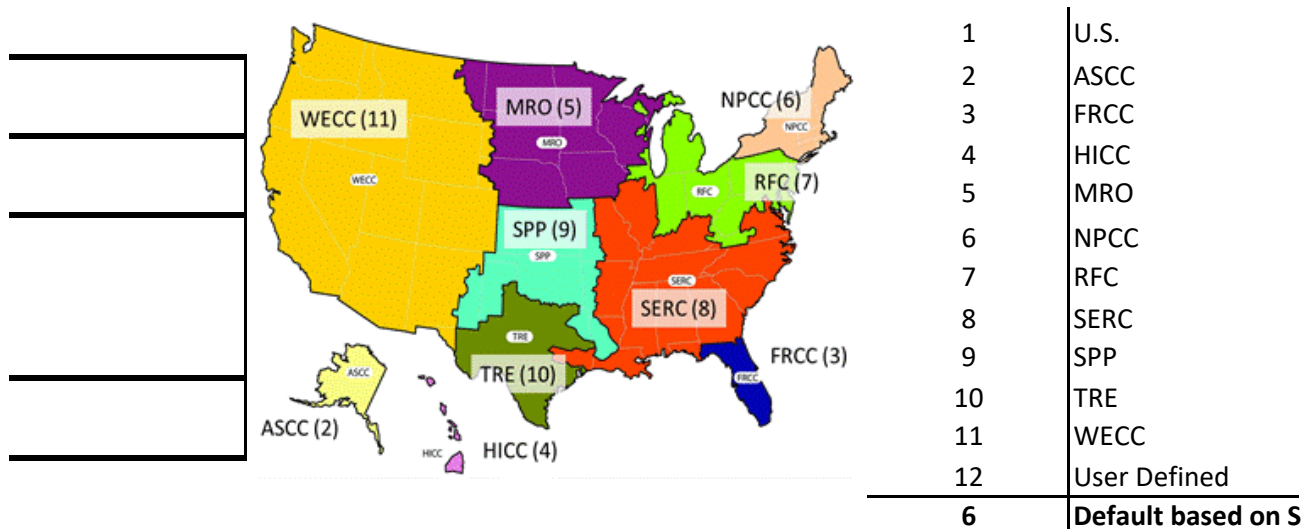 WECC (11)
WECC
MRO (5)
MRO
NPCC (6)
NPCC
RFC (7)
RFC
SPP (9)
SPP
SERC
SERC (8)
TRE
TRE (10)
FRCC (3)
FRCC
ASCC
ASCC (2)
HICC
HICC (4)
1 U.S.
2 ASCC
3 FRCC
4 HICC
5 MRO
6 NPCC
7 RFC
8 SERC
9 SPP
10 TRE
11 WECC
12 User Defined
6 Default based on S